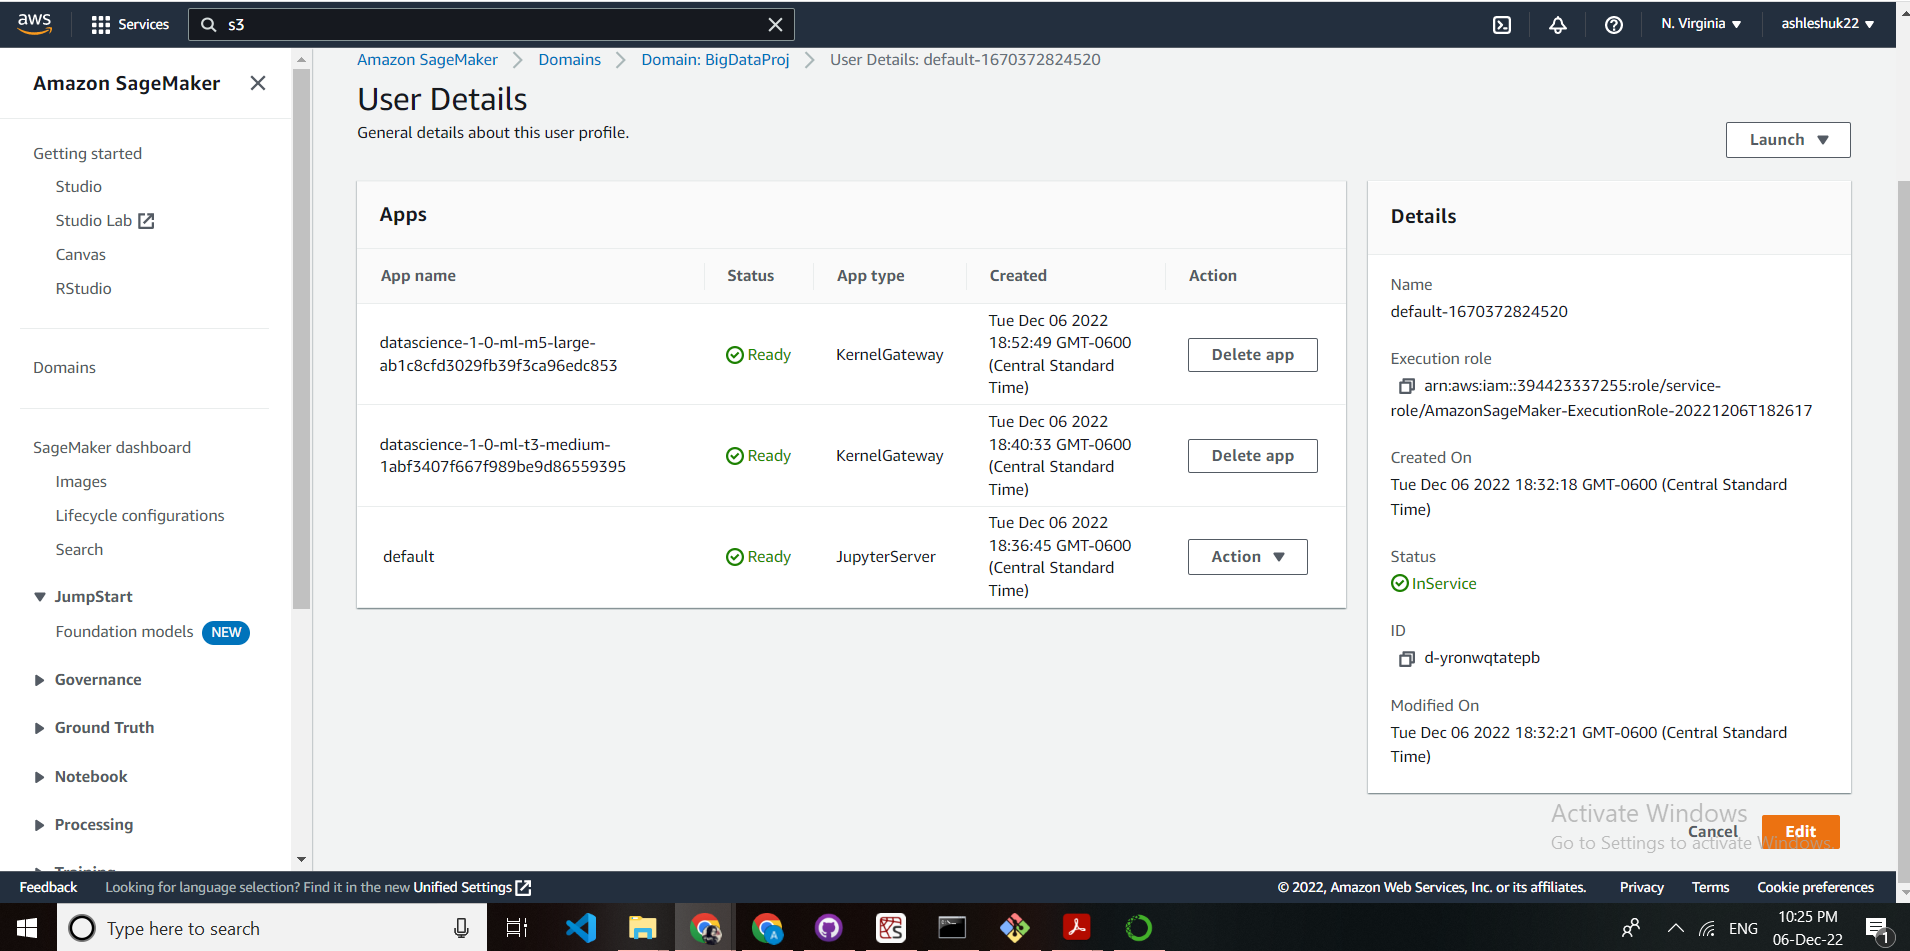 aws
Services
s3
N. Virginia
ashleshuk22
Amazon SageMaker
Getting started
Studio
Studio Lab
Canvas
RStudio
Domains
SageMaker dashboard
Images
Lifecycle configurations
Search
JumpStart
Foundation models NEW
Governance
Ground Truth
Notebook
Processing
Training
Amazon SageMaker
Domains
Domain: BigDataProj
User Details: default-1670372824520
User Details
General details about this user profile.
Launch
Apps
App name
Status
App type
Created
Action
datascience-1-0-ml-m5-large-
ab1c8cfd3029fb39f3ca96edc853
Ready
KernelGateway
Tue Dec 06 2022
18:52:49 GMT-0600
(Central Standard
Time)
Delete app
datascience-1-0-ml-t3-medium-
1abf3407f667f989be9d86559395
Ready
KernelGateway
Tue Dec 06 2022
18:40:33 GMT-0600
(Central Standard
Time)
Delete app
default
Ready
JupyterServer
Tue Dec 06 2022
18:36:45 GMT-0600
(Central Standard
Time)
Action
Details
Name
default-1670372824520
Execution role
arn:aws:iam::394423337255:role/service-
role/AmazonSageMaker-ExecutionRole-20221206T182617
Created On
Tue Dec 06 2022 18:32:18 GMT-0600 (Central Standard
Time)
Status
InService
ID
d-yronwqtatepb
Modified On
Tue Dec 06 2022 18:32:21 GMT-0600 (Central Standard
Time)
Activate Windows
Go to Settings to activate Windows.
Cancel
Edit
Feedback
Looking for language selection? Find it in the new Unified Settings
© 2022, Amazon Web Services, Inc. or its affiliates.
Privacy
Terms
Cookie preferences
Type here to search
ENG
10:25 PM
06-Dec-22
1